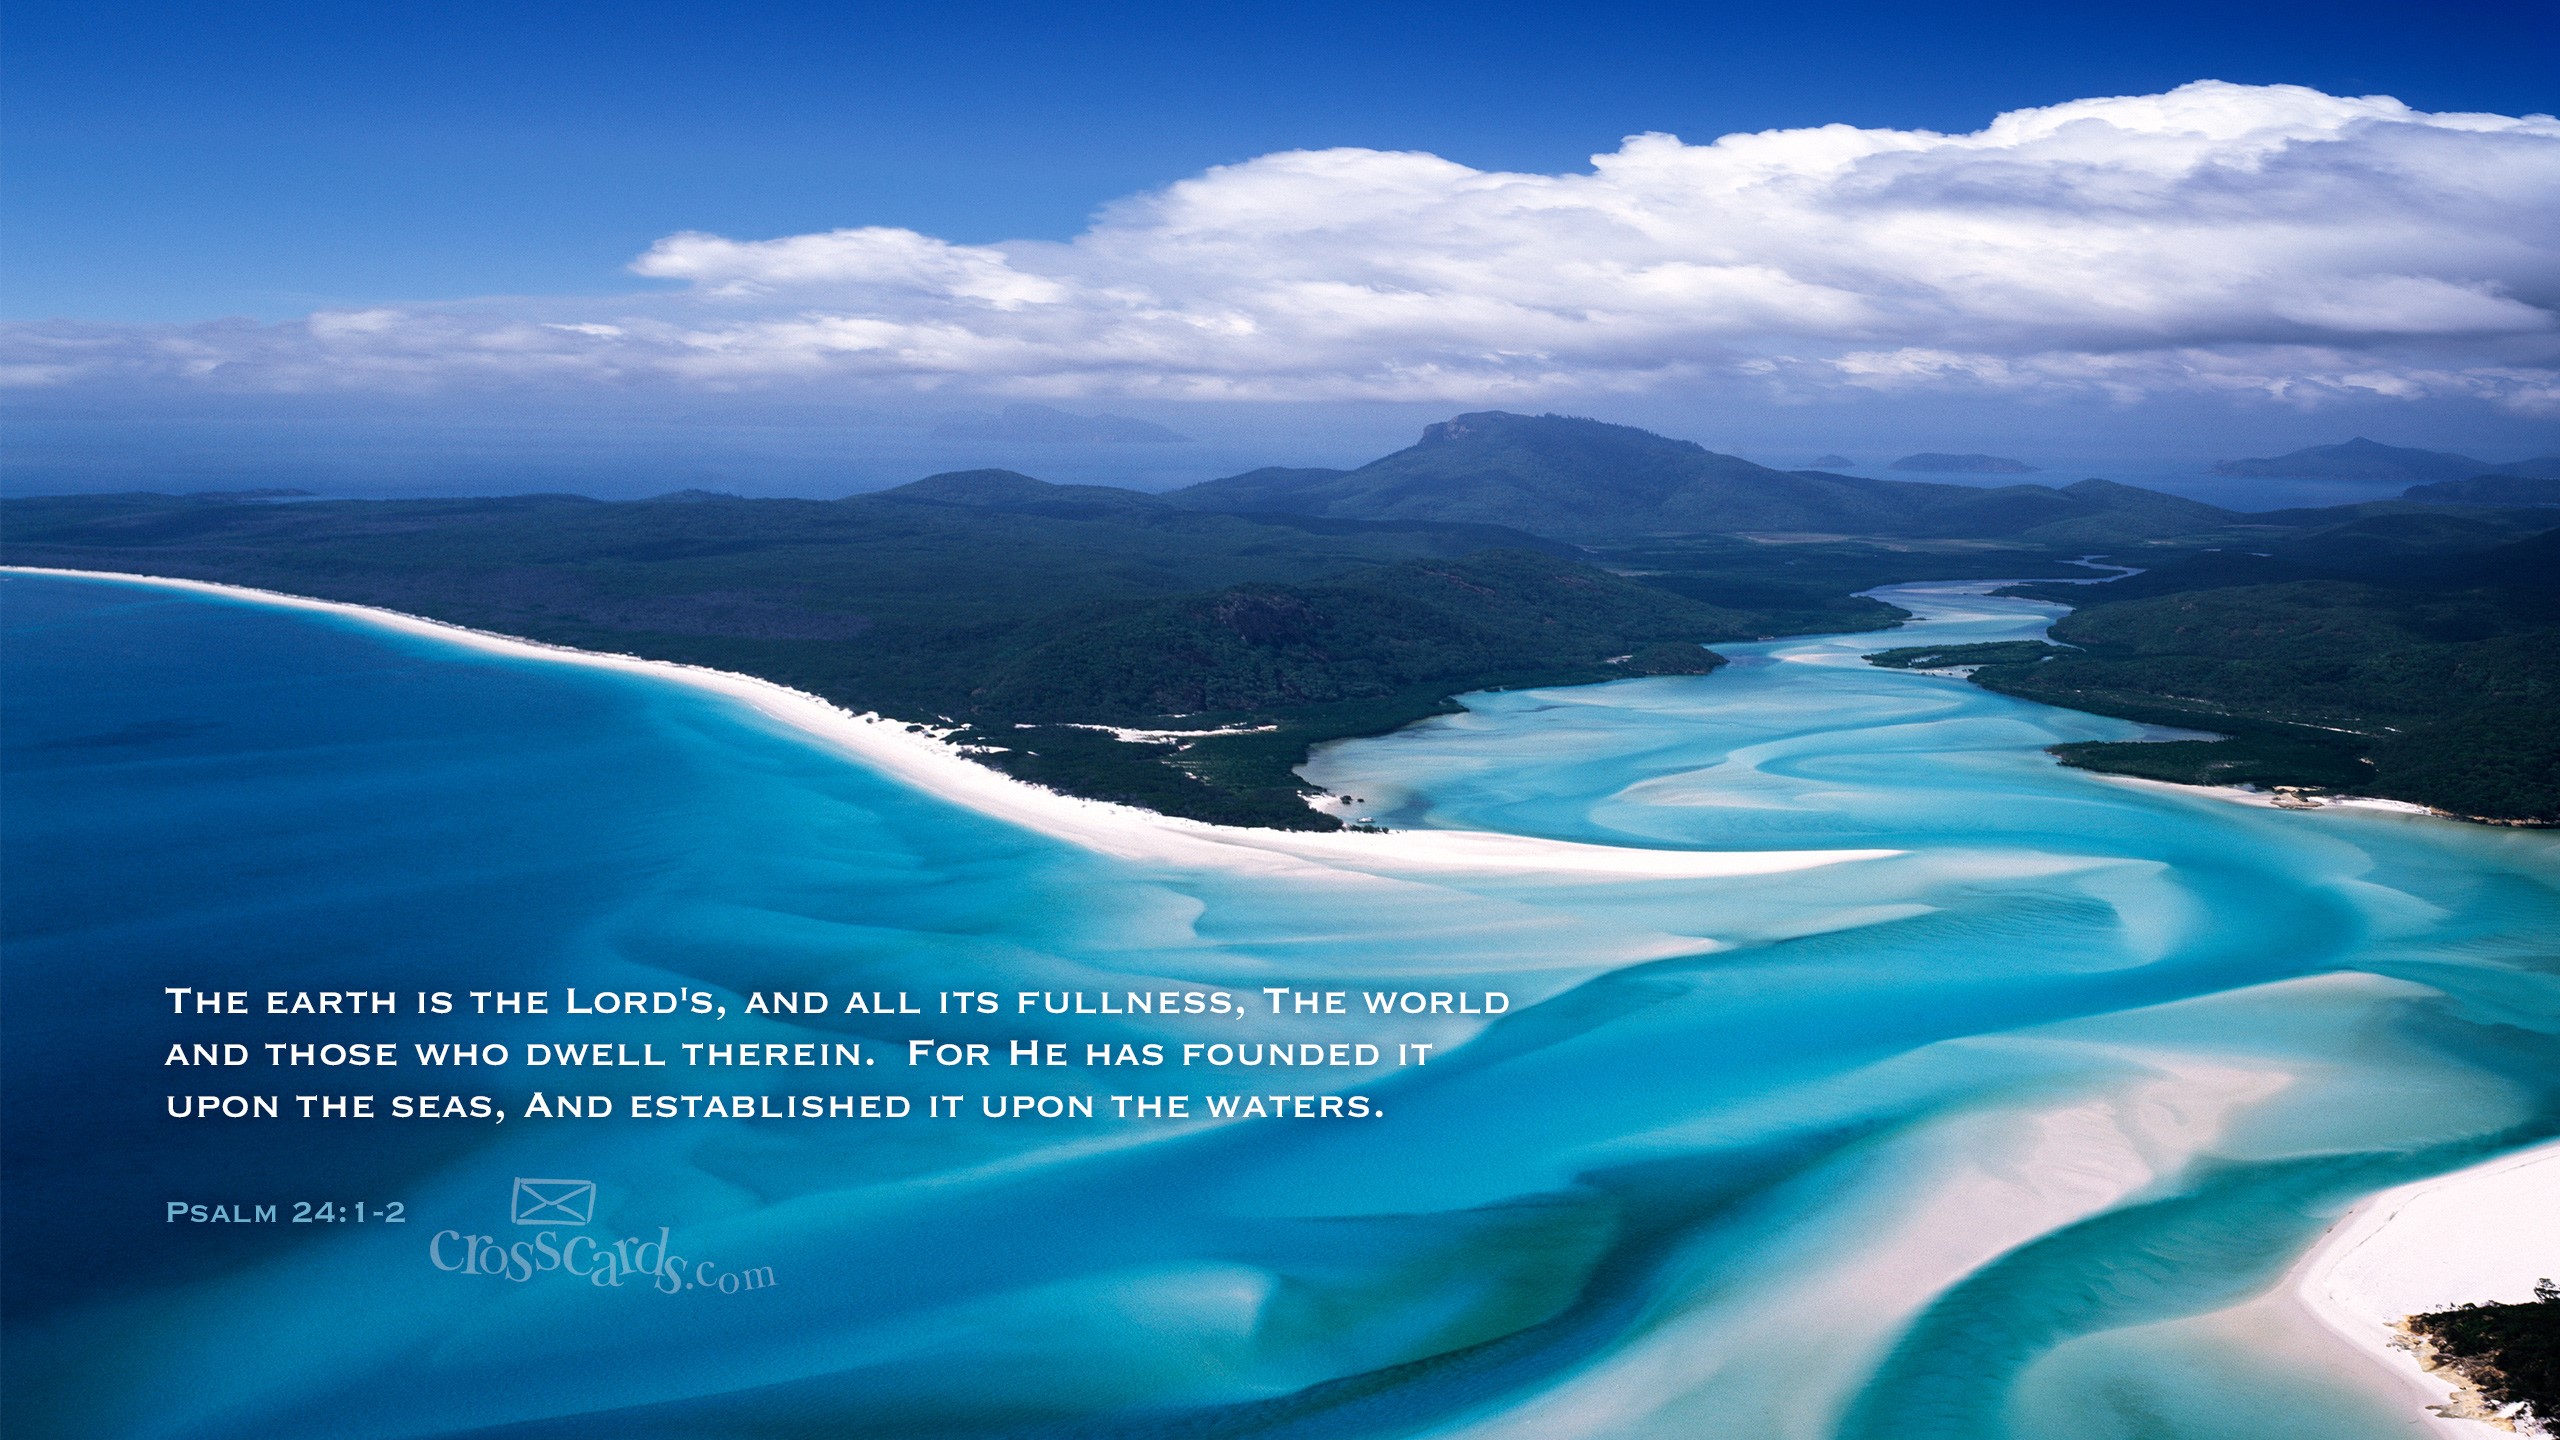 The earth is the Lord's, and all its fullness, The world
and those who dwell therein.  For He has founded it
upon the seas, And established it upon the waters.
Psalm 24:1-2
crosscards.com